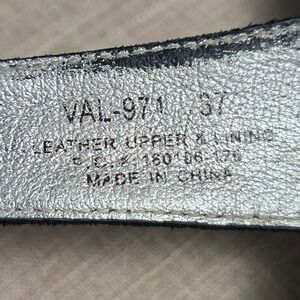 VAL-971 37
LEATHER UPPER & LINING
MADE IN CHINA